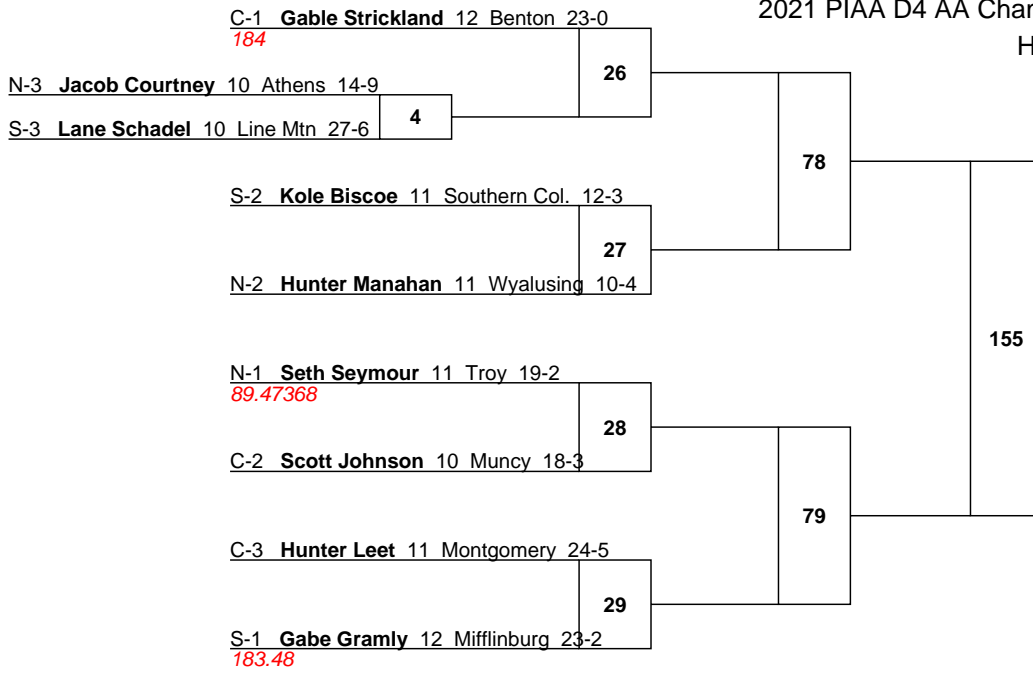 2021 PIAA D4 AA
H
C-1 Gable Strickland 12 Benton 23-0
184
26
N-3 Jacob Courtney 10 Athens 14-9
4
S-3 Lane Schadel 10 Line Mtn 27-6
78
S-2 Kole Biscoe 11 Southern Col. 12-3
27
N-2 Hunter Manahan 11 Wyalusing 10-4
155
N-1 Seth Seymour 11 Troy 19-2
89.47368
28
C-2 Scott Johnson 10 Muncy 18-3
79
C-3 Hunter Leet 11 Montgomery 24-5
29
S-1 Gabe Gramly 12 Mifflinburg 23-2
183.48